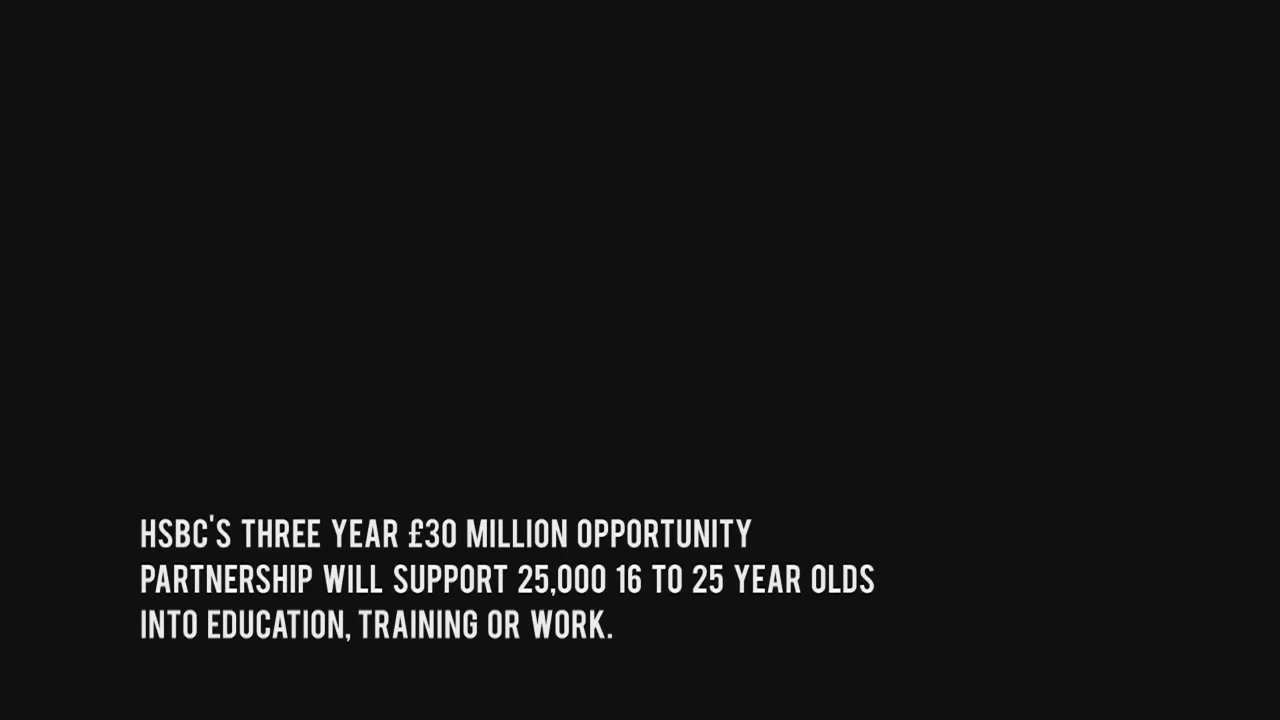 HSBC'S THREE YEAR £30 MILLION OPPORTUNITY
PARTNERSHIP WILL SUPPORT 25,000 16 TO 25 YEAR OLDS
INTO EDUCATION, TRAINING OR WORK.